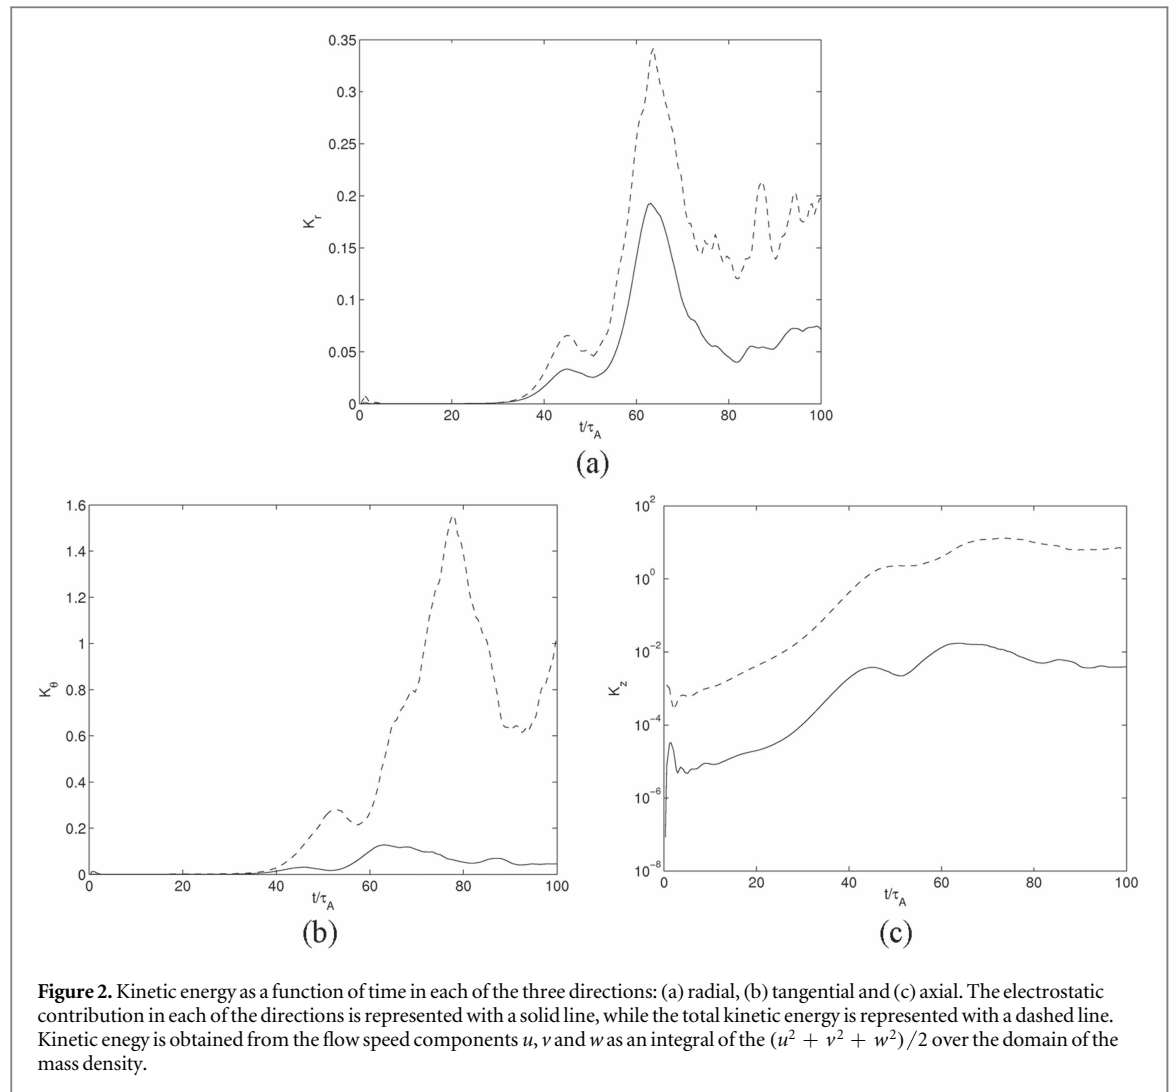 0.35
0.3
0.25
0.2
0.15
0.1
0.05
0
K_r
0 20 40 60 80 100
t/τ_A
(a)
1.6
1.4
1.2
1
0.8
0.6
0.4
0.2
0
K_θ
0 20 40 60 80 100
t/τ_A
(b)
10^2
10^0
10^−2
10^−4
10^−6
10^−8
K_z
0 20 40 60 80 100
t/τ_A
(c)
Figure 2. Kinetic energy as a function of time in each of the three directions: (a) radial, (b) tangential and (c) axial. The electrostatic
contribution in each of the directions is represented with a solid line, while the total kinetic energy is represented with a dashed line.
Kinetic enegy is obtained from the flow speed components u, v and w as an integral of the (u² + v² + w²)/2 over the domain of the
mass density.